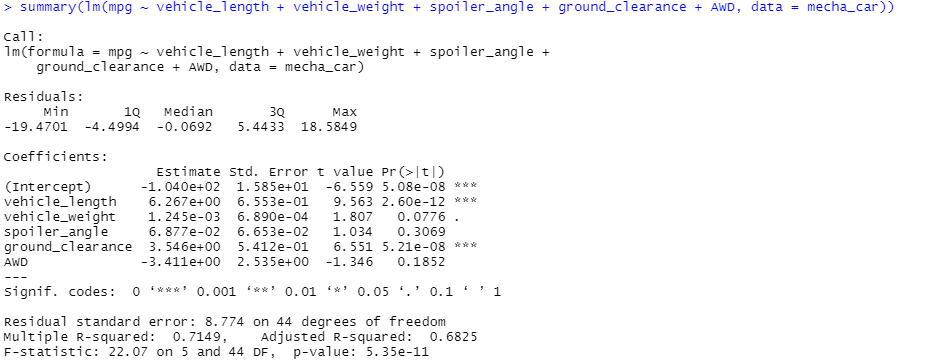 > summary(lm(mpg ~ vehicle_length + vehicle_weight + spoiler_angle + ground_clearance + AWD, data = mecha_car))
Call:
lm(formula = mpg ~ vehicle_length + vehicle_weight + spoiler_angle +
    ground_clearance + AWD, data = mecha_car)
Residuals:
     Min       1Q   Median       3Q      Max
-19.4701  -4.4994  -0.0692   5.4433  18.5849
Coefficients:
                   Estimate Std. Error t value Pr(>|t|)
(Intercept)      -1.040e+02  1.585e+01  -6.559 5.08e-08 ***
vehicle_length    6.267e+00  6.553e-01   9.563 2.60e-12 ***
vehicle_weight    1.245e-03  6.890e-04   1.807   0.0776 .
spoiler_angle     6.877e-02  6.653e-02   1.034   0.3069
ground_clearance  3.546e+00  5.412e-01   6.551 5.21e-08 ***
AWD              -3.411e+00  2.535e+00  -1.346   0.1852
---
Signif. codes:  0 ‘***’ 0.001 ‘**’ 0.01 ‘*’ 0.05 ‘.’ 0.1 ‘ ’ 1
Residual standard error: 8.774 on 44 degrees of freedom
Multiple R-squared:  0.7149,    Adjusted R-squared:  0.6825
F-statistic: 22.07 on 5 and 44 DF,  p-value: 5.35e-11